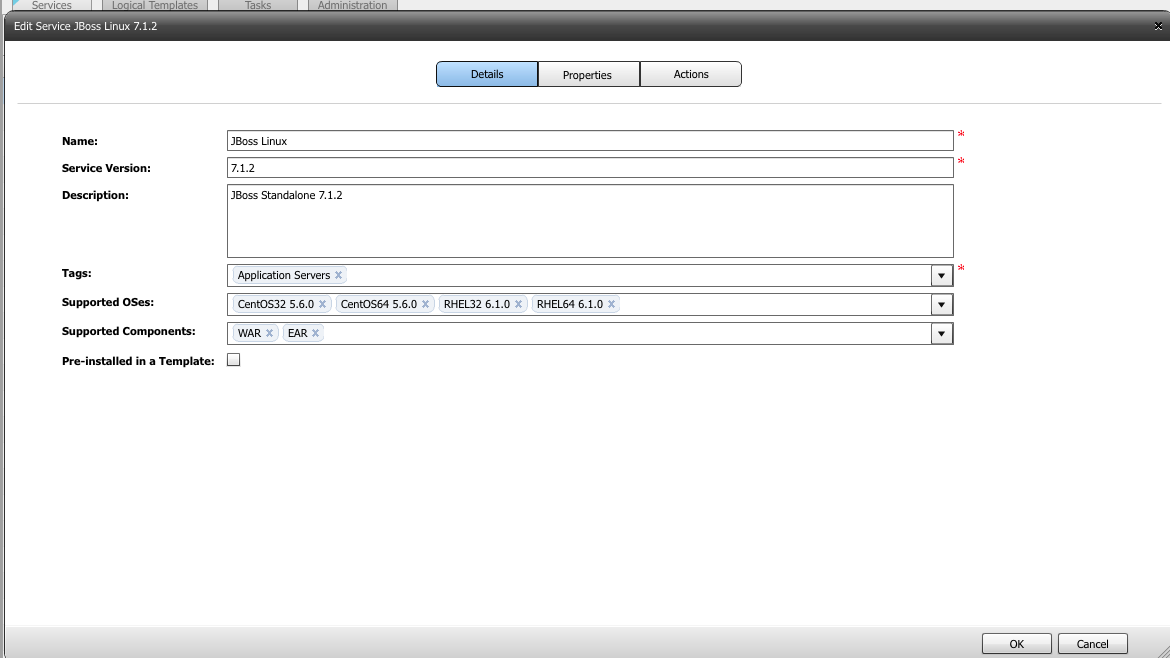 Services Logical Templates Tasks Administration
Edit Service JBoss Linux 7.1.2
Details Properties Actions
Name: JBoss Linux *
Service Version: 7.1.2 *
Description: JBoss Standalone 7.1.2
Tags: Application Servers x *
Supported OSes: CentOS32 5.6.0 x CentOS64 5.6.0 x RHEL32 6.1.0 x RHEL64 6.1.0 x
Supported Components: WAR x EAR x
Pre-installed in a Template:
OK Cancel